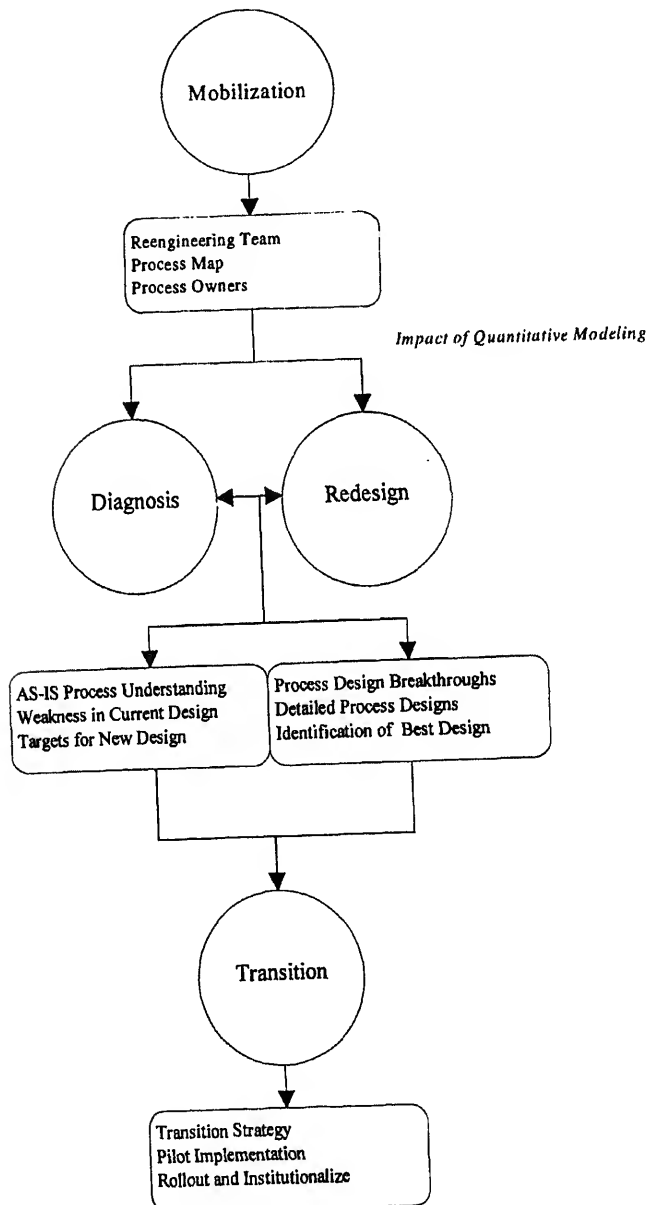 Mobilization
Reengineering Team
Process Map
Process Owners
Impact of Quantitative Modeling
Diagnosis
Redesign
AS-IS Process Understanding
Weakness in Current Design
Targets for New Design
Process Design Breakthroughs
Detailed Process Designs
Identification of Best Design
Transition
Transition Strategy
Pilot Implementation
Rollout and Institutionalize